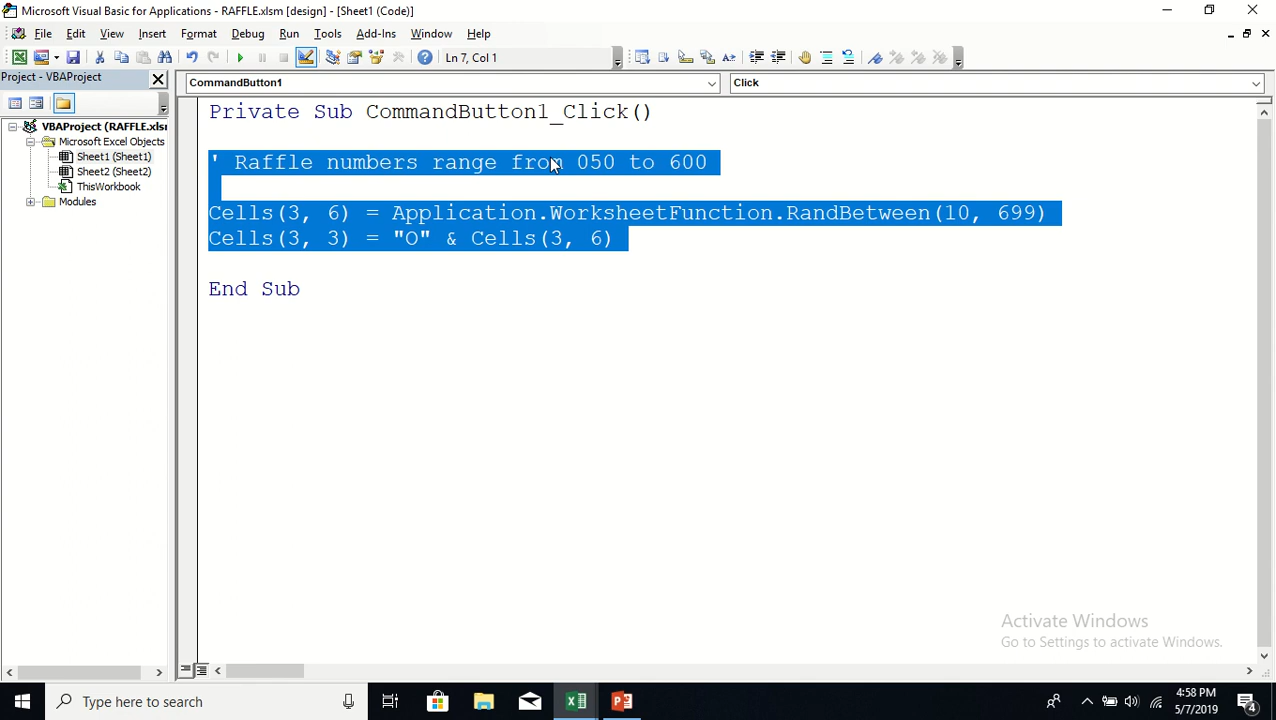 Microsoft Visual Basic for Applications - RAFFLE.xlsm [design] - [Sheet1 (Code)]
File Edit View Insert Format Debug Run Tools Add-Ins Window Help
Ln 7, Col 1
Project - VBAProject
CommandButton1
Click
VBAProject (RAFFLE.xlsm
Microsoft Excel Objects
Sheet1 (Sheet1)
Sheet2 (Sheet2)
ThisWorkbook
Modules
Private Sub CommandButton1_Click()
' Raffle numbers range from 050 to 600
Cells(3, 6) = Application.WorksheetFunction.RandBetween(10, 699)
Cells(3, 3) = "O" & Cells(3, 6)
End Sub
Activate Windows
Go to Settings to activate Windows.
Type here to search
4:58 PM
5/7/2019
4